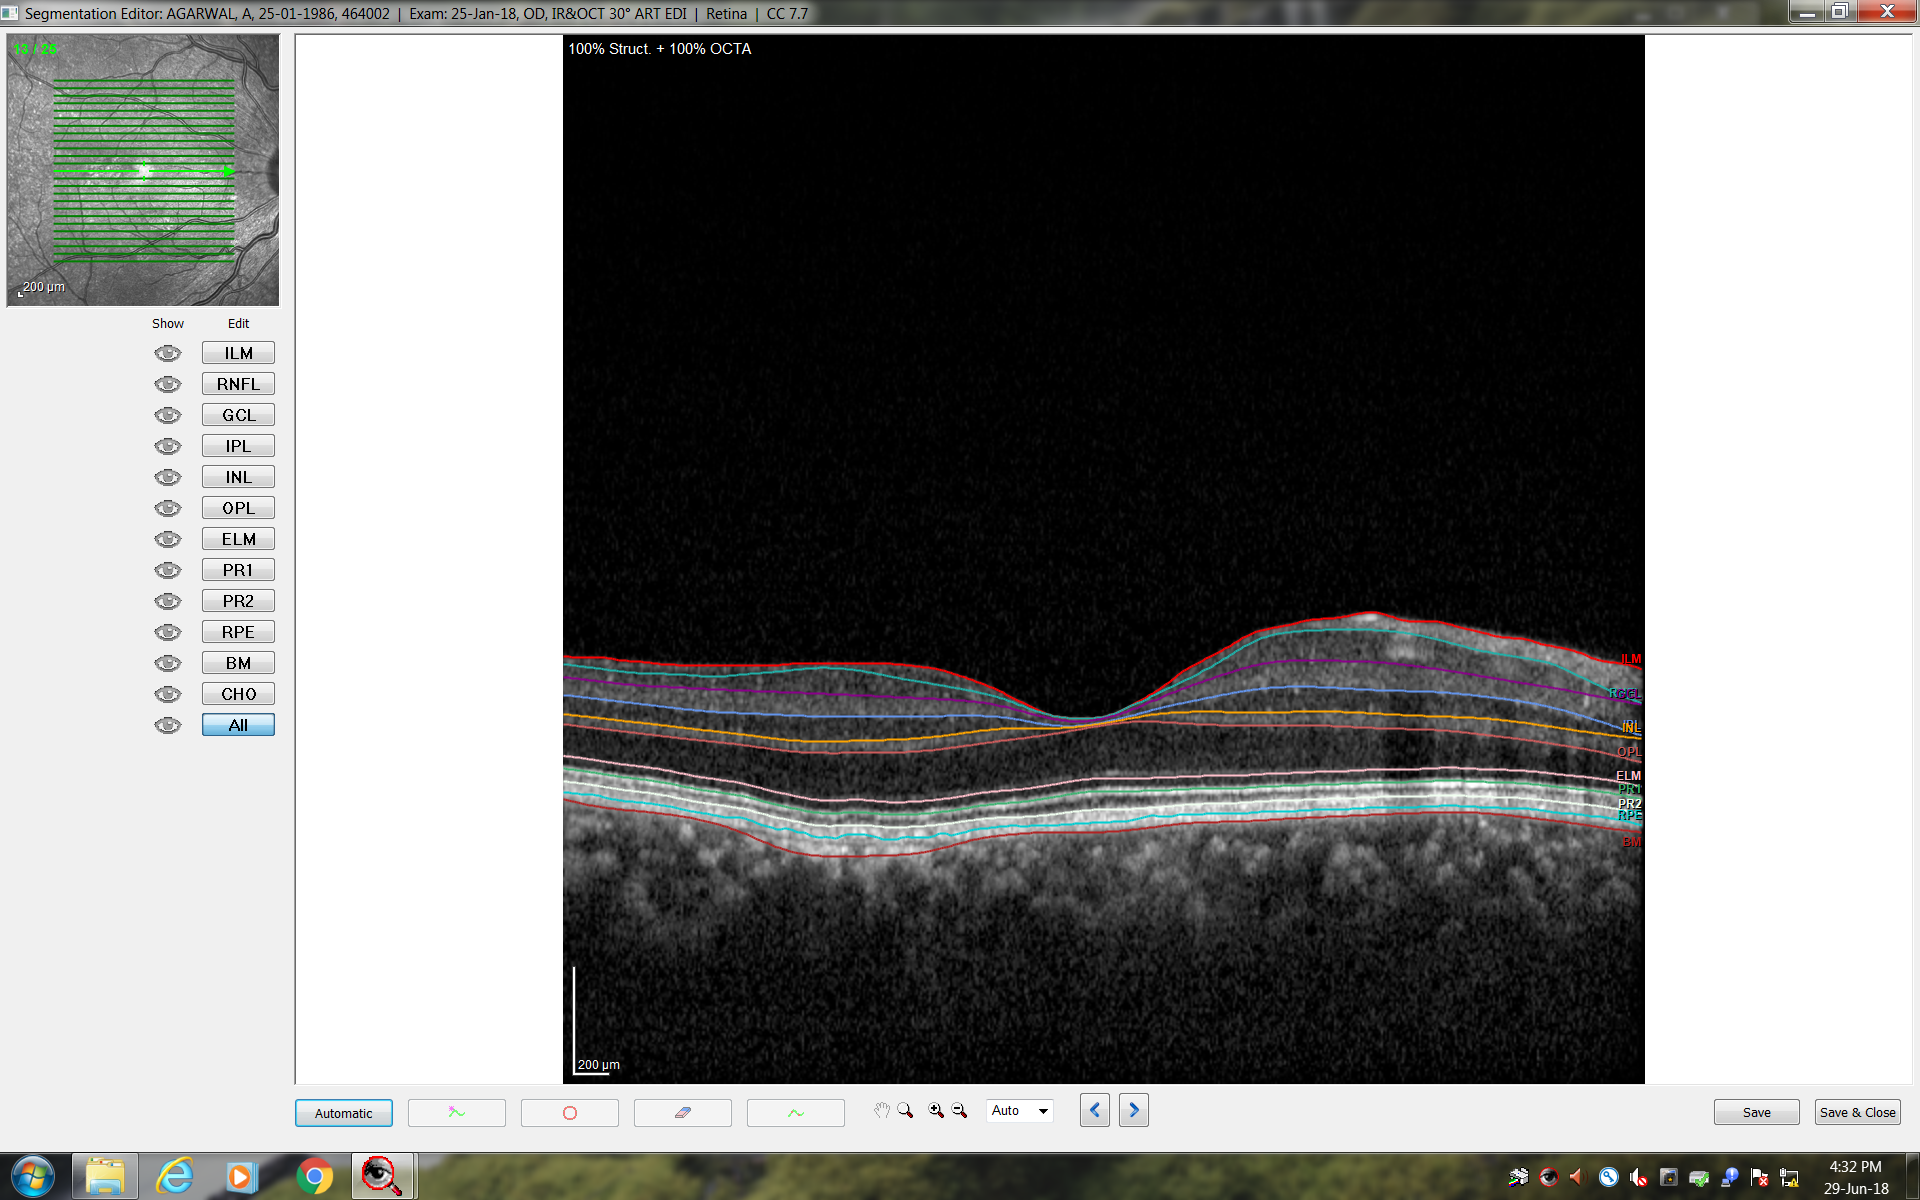 Segmentation Editor: AGARWAL, A, 25-01-1986, 464002 | Exam: 25-Jan-18, OD, IR&OCT 30° ART EDI | Retina | CC 7.7
13 / 25
200 µm
Show Edit
ILM
RNFL
GCL
IPL
INL
OPL
ELM
PR1
PR2
RPE
BM
CHO
All
100% Struct. + 100% OCTA
ILM
INL
OPL
ELM
PR1
PR2
RPE
BM
200 µm
Automatic
Auto
Save
Save & Close
4:32 PM
29-Jun-18